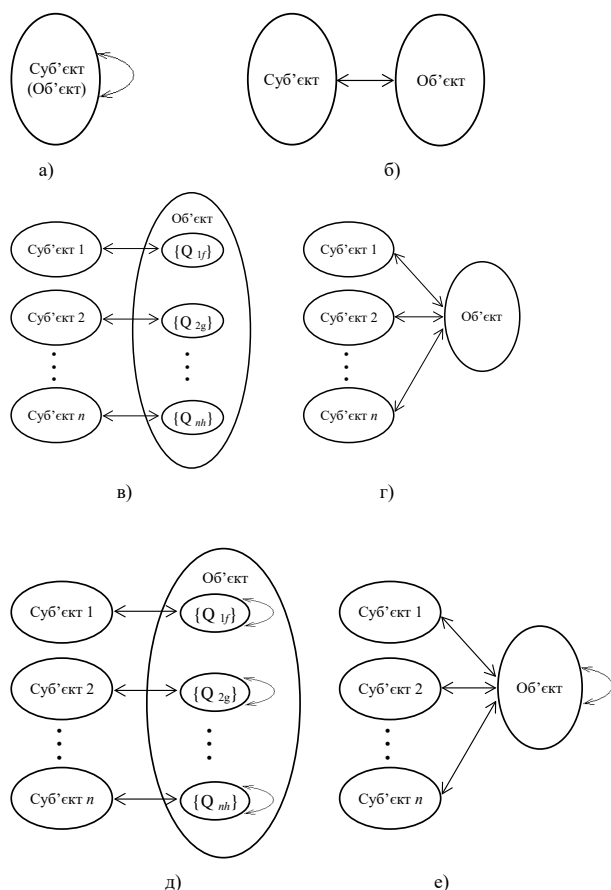 Суб’єкт
(Об’єкт)
Суб’єкт
Об’єкт
а)
б)
Об’єкт
Суб’єкт 1
{Q 1f}
Суб’єкт 2
{Q 2g}
Суб’єкт n
{Q nh}
Суб’єкт 1
Суб’єкт 2
Об’єкт
Суб’єкт n
в)
г)
Об’єкт
Суб’єкт 1
{Q 1f}
Суб’єкт 2
{Q 2g}
Суб’єкт n
{Q nh}
Суб’єкт 1
Суб’єкт 2
Об’єкт
Суб’єкт n
д)
е)